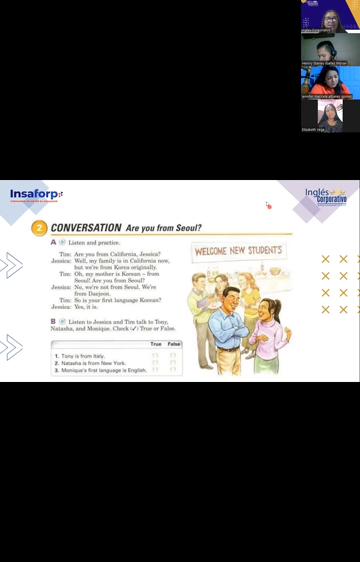 Inglés Corporativo
Elizabeth Vega
Insaforp
Inglés
Corporativo
2 CONVERSATION Are you from Seoul?
A Listen and practice.
Tim: Are you from California, Jessica?
Jessica: Well, my family is in California now,
but we're from Korea originally.
Tim: Oh, my mother is Korean – from
Seoul! Are you from Seoul?
Jessica: No, we're not from Seoul. We're
from Daejeon.
Tim: So is your first language Korean?
Jessica: Yes, it is.
WELCOME NEW STUDENTS
B Listen to Jessica and Tim talk to Tony,
Natasha, and Monique. Check (✓) True or False.
True False
1. Tony is from Italy.
2. Natasha is from New York.
3. Monique's first language is English.